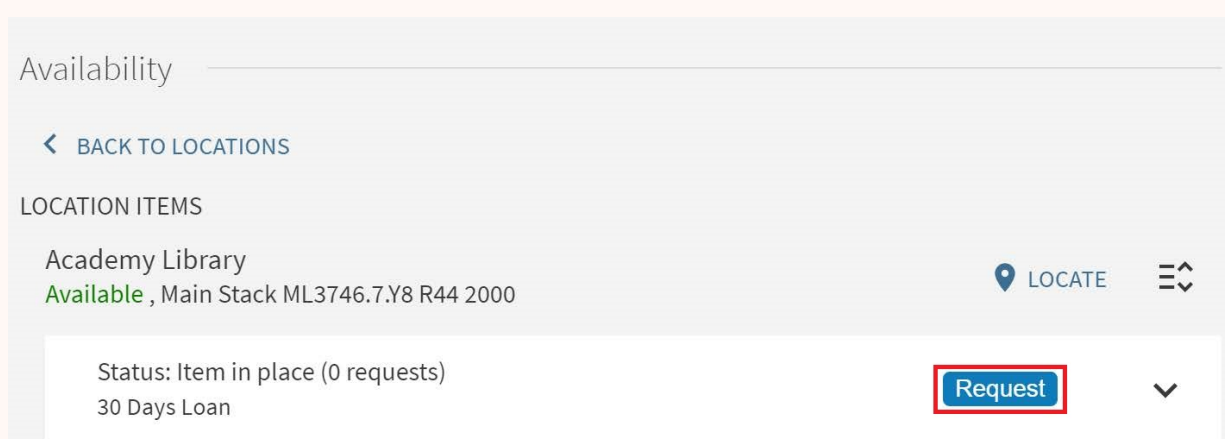 Availability
BACK TO LOCATIONS
LOCATION ITEMS
Academy Library
Available , Main Stack ML3746.7.Y8 R44 2000
LOCATE
Status: Item in place (0 requests)
30 Days Loan
Request